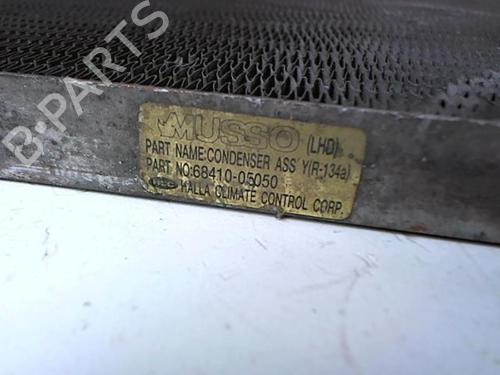 MUSSO (LHD)
PART NAME:CONDENSER ASS'Y(R-134a)
PART NO:68410-05050
HALLA CLIMATE CONTROL CORP.
B-PARTS